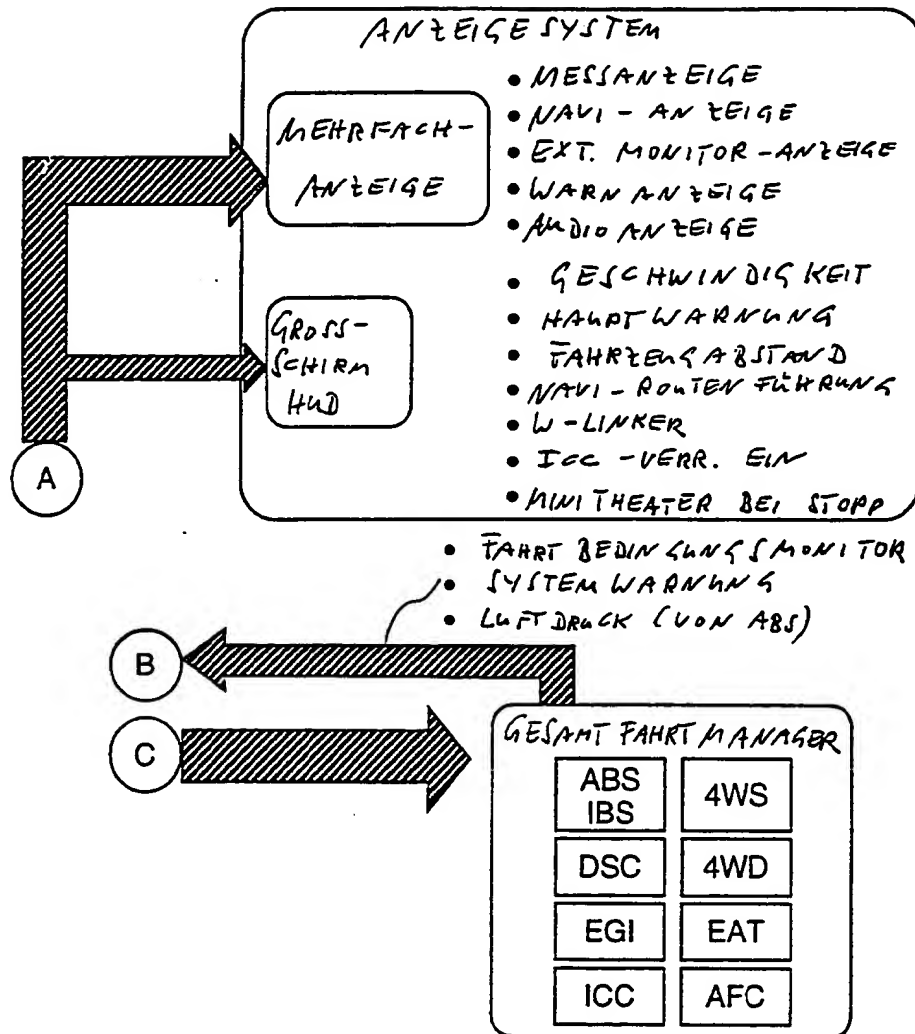 ANZEIGESYSTEM
MEHRFACH-
ANZEIGE
• MESSANZEIGE
• NAVI-ANZEIGE
• EXT. MONITOR-ANZEIGE
• WARNANZEIGE
• AUDIOANZEIGE
GROSS-
SCHIRM
HUD
• GESCHWINDIGKEIT
• HAUPTWARNUNG
• FAHRZEUGABSTAND
• NAVI-ROUTENFÜHRUNG
• W-LINKER
• ICC-VERR. EIN
• MINITHEATER BEI STOPP
A
• FAHRTBEDINGUNGSMONITOR
• SYSTEMWARNUNG
• LUFTDRUCK (VON ABS)
B
C
GESAMTFAHRTMANAGER
ABS
IBS
4WS
DSC
4WD
EGI
EAT
ICC
AFC